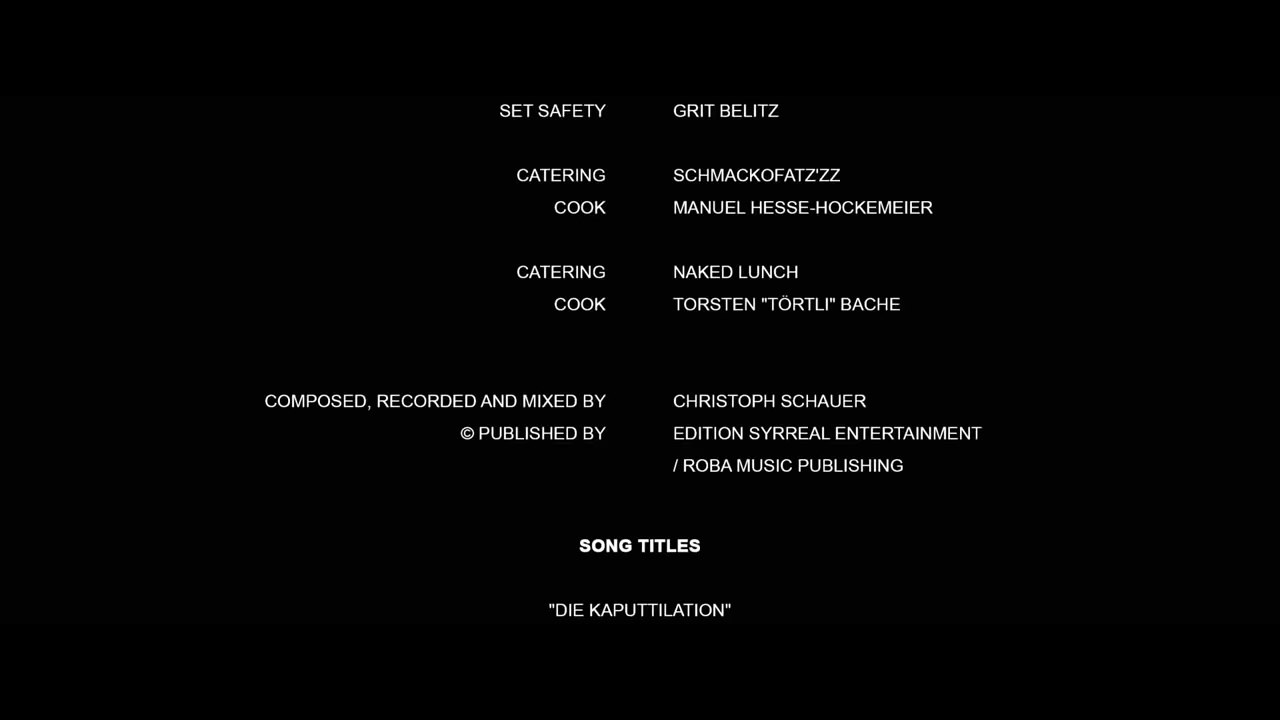 SET SAFETY GRIT BELITZ
CATERING SCHMACKOFATZ'ZZ
COOK MANUEL HESSE-HOCKEMEIER
CATERING NAKED LUNCH
COOK TORSTEN "TÖRTLI" BACHE
COMPOSED, RECORDED AND MIXED BY CHRISTOPH SCHAUER
© PUBLISHED BY EDITION SYRREAL ENTERTAINMENT
/ ROBA MUSIC PUBLISHING
SONG TITLES
"DIE KAPUTTILATION"